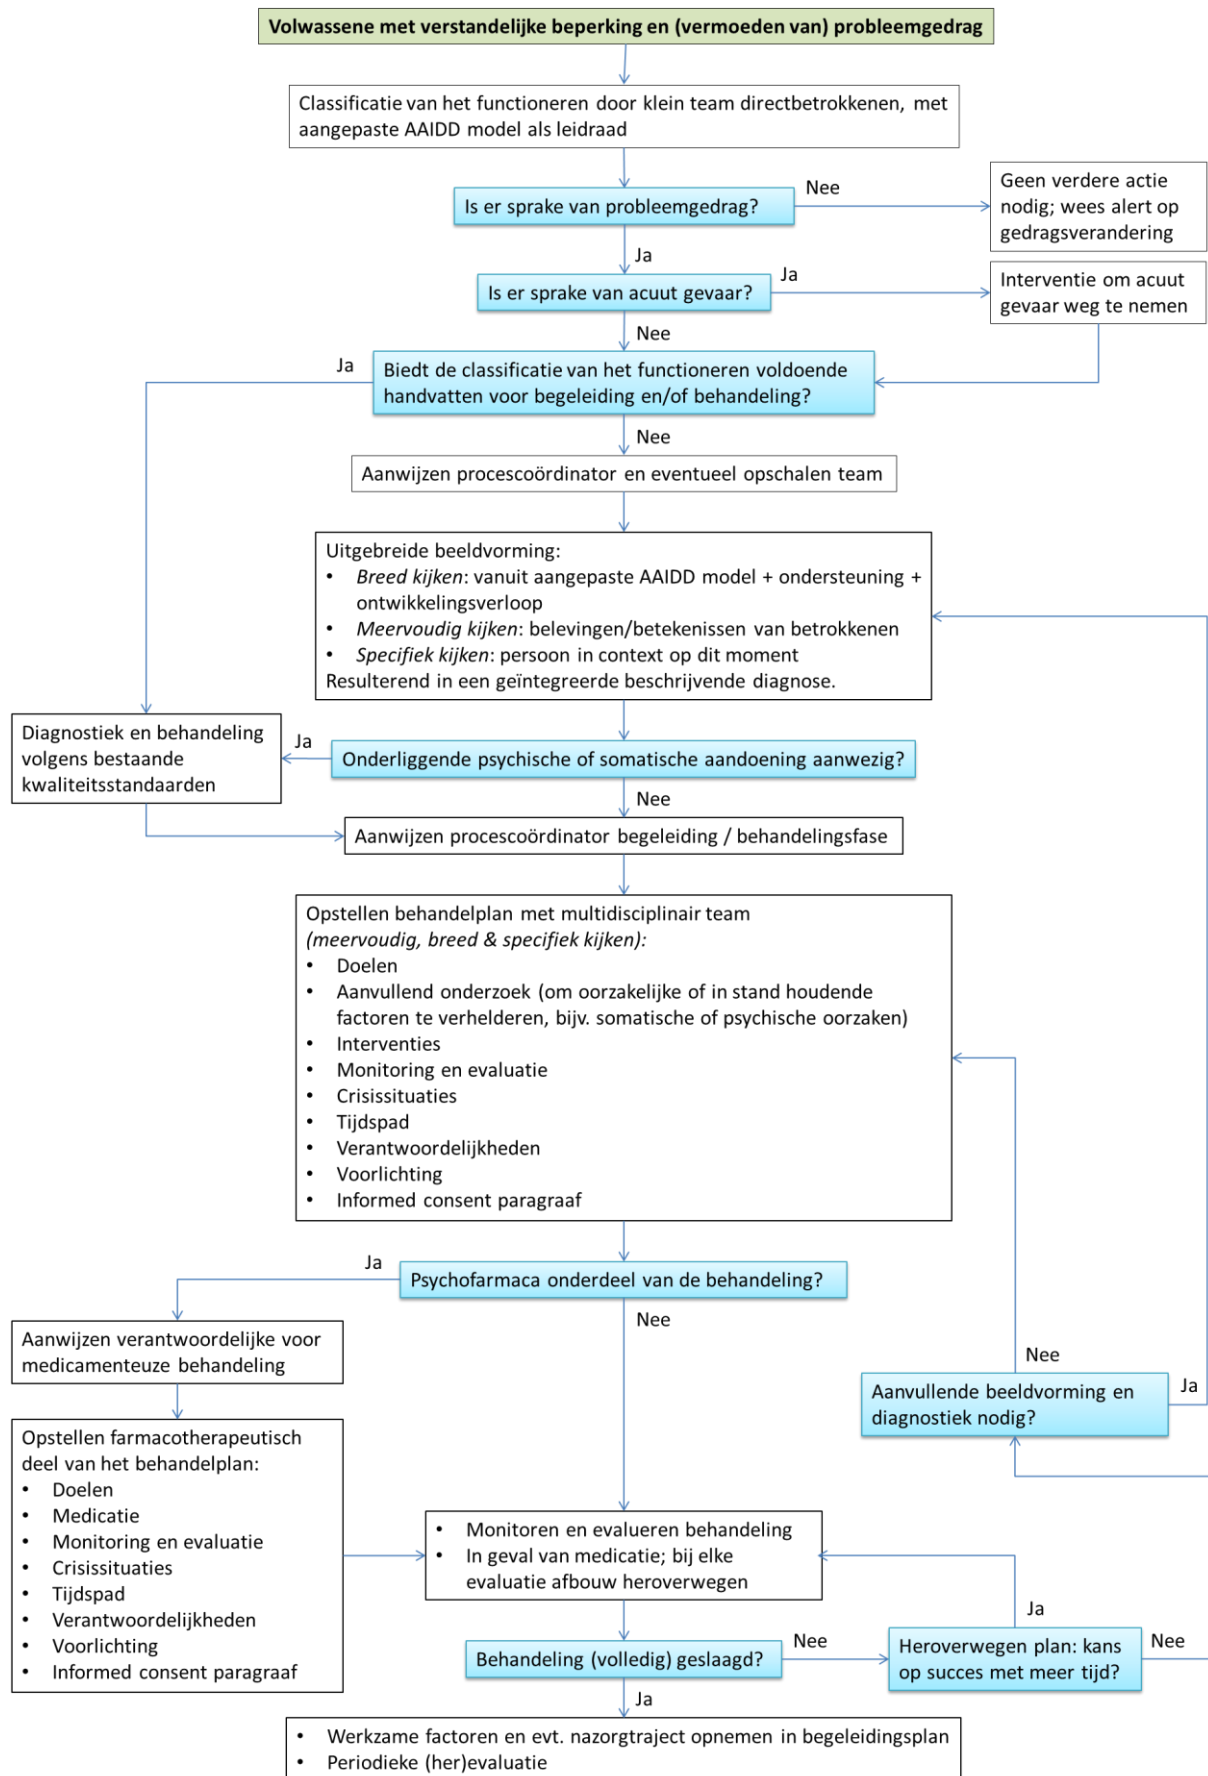 Volwassene met verstandelijke beperking en (vermoeden van) probleemgedrag
Classificatie van het functioneren door klein team directbetrokkenen, met
aangepaste AAIDD model als leidraad
Is er sprake van probleemgedrag?
Nee
Geen verdere actie
nodig; wees alert op
gedragsverandering
Ja
Is er sprake van acuut gevaar?
Ja
Interventie om acuut
gevaar weg te nemen
Nee
Ja
Biedt de classificatie van het functioneren voldoende
handvatten voor begeleiding en/of behandeling?
Nee
Aanwijzen procescoördinator en eventueel opschalen team
Uitgebreide beeldvorming:
• Breed kijken: vanuit aangepaste AAIDD model + ondersteuning +
ontwikkelingsverloop
• Meervoudig kijken: belevingen/betekenissen van betrokkenen
• Specifiek kijken: persoon in context op dit moment
Resulterend in een geïntegreerde beschrijvende diagnose.
Diagnostiek en behandeling
volgens bestaande
kwaliteitsstandaarden
Ja
Onderliggende psychische of somatische aandoening aanwezig?
Nee
Aanwijzen procescoördinator begeleiding / behandelingsfase
Opstellen behandelplan met multidisciplinair team
(meervoudig, breed & specifiek kijken):
• Doelen
• Aanvullend onderzoek (om oorzakelijke of in stand houdende
factoren te verhelderen, bijv. somatische of psychische oorzaken)
• Interventies
• Monitoring en evaluatie
• Crisissituaties
• Tijdspad
• Verantwoordelijkheden
• Voorlichting
• Informed consent paragraaf
Ja
Psychofarmaca onderdeel van de behandeling?
Nee
Aanwijzen verantwoordelijke voor
medicamenteuze behandeling
Nee
Aanvullende beeldvorming en
diagnostiek nodig?
Ja
Opstellen farmacotherapeutisch
deel van het behandelplan:
• Doelen
• Medicatie
• Monitoring en evaluatie
• Crisissituaties
• Tijdspad
• Verantwoordelijkheden
• Voorlichting
• Informed consent paragraaf
• Monitoren en evalueren behandeling
• In geval van medicatie; bij elke
evaluatie afbouw heroverwegen
Ja
Behandeling (volledig) geslaagd?
Nee
Heroverwegen plan: kans
op succes met meer tijd?
Nee
Ja
• Werkzame factoren en evt. nazorgtraject opnemen in begeleidingsplan
• Periodieke (her)evaluatie